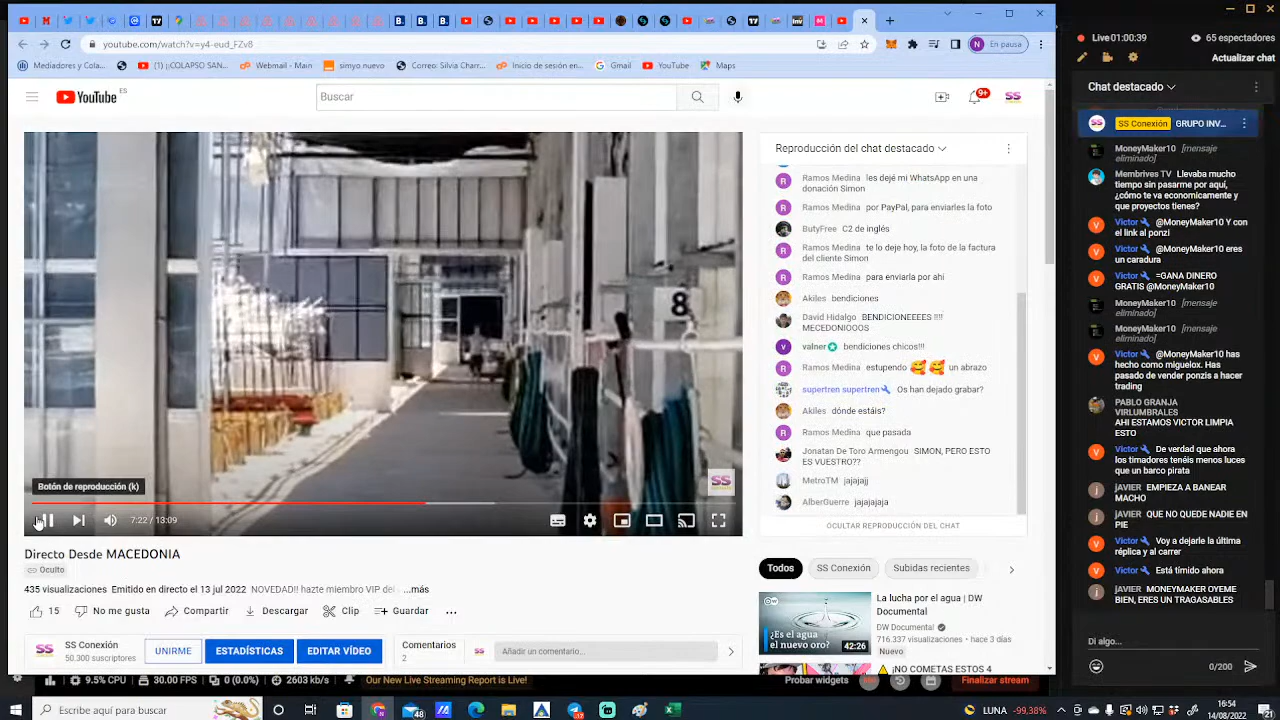 youtube.com/watch?v=y4-eud_FZv8
En pausa
Mediadores y Cola...
(1) ¡¡COLAPSO SAN...
Webmail - Main
simyo nuevo
Correo: Silvia Charr...
Inicio de sesión en...
Gmail
YouTube
Maps
YouTube ES
Buscar
9+
Reproducción del chat destacado
Ramos Medina les dejé mi WhatsApp en una
donación Simon
Ramos Medina por PayPal, para enviarles la foto
ButyFree C2 de inglés
Ramos Medina te lo deje hoy, la foto de la factura
del cliente Simon
Ramos Medina para enviarla por ahi
Akiles bendiciones
David Hidalgo BENDICIONEEEES !!!!
MECEDONIOOOS
valner bendiciones chicos!!!
Ramos Medina estupendo un abrazo
supertren supertren Os han dejado grabar?
Akiles dónde estáis?
Ramos Medina que pasada
Jonatan De Toro Armengou SIMON, PERO ESTO
ES VUESTRO??
MetroTM jajajajj
AlberGuerre jajajajaja
OCULTAR REPRODUCCIÓN DEL CHAT
8
SS
Botón de reproducción (k)
7:22 / 13:09
Directo Desde MACEDONIA
Oculto
435 visualizaciones Emitido en directo el 13 jul 2022 NOVEDAD!! hazte miembro VIP del ...más
15
No me gusta
Compartir
Descargar
Clip
Guardar
SS Conexión
50.300 suscriptores
UNIRME
ESTADÍSTICAS
EDITAR VÍDEO
Comentarios
2
Añadir un comentario...
Todos
SS Conexión
Subidas recientes
La lucha por el agua | DW
Documental
DW Documental
716.337 visualizaciones • hace 3 días
Nuevo
¿Es el agua
el nuevo oro?
42:26
¡NO COMETAS ESTOS 4
Live 01:00:39
65 espectadores
Actualizar chat
Chat destacado
SS Conexión GRUPO INV...
MoneyMaker10 [mensaje
eliminado]
Membrives TV Llevaba mucho
tiempo sin pasarme por aquí,
¿cómo te va economicamente y
que proyectos tienes?
Victor @MoneyMaker10 Y con
el link al ponzi
Victor @MoneyMaker10 eres
un caradura
Victor =GANA DINERO
GRATIS @MoneyMaker10
MoneyMaker10 [mensaje
eliminado]
MoneyMaker10 [mensaje
eliminado]
Victor @MoneyMaker10 has
hecho como miguelox. Has
pasado de vender ponzis a hacer
trading
PABLO GRANJA
VIRLUMBRALES
AHI ESTAMOS VICTOR LIMPIA
ESTO
Victor De verdad que ahora
los timadores tenéis menos luces
que un barco pirata
JAVIER EMPIEZA A BANEAR
MACHO
JAVIER QUE NO QUEDE NADIE EN
PIE
Victor Voy a dejarle la última
réplica y al carrer
Victor Está tímido ahora
JAVIER MONEYMAKER OYEME
BIEN, ERES UN TRAGASABLES
Di algo...
0/200
9.5% CPU
30.00 FPS
0 (0.0%)
2603 kb/s
Our New Live Streaming Report is Live!
Probar widgets
Finalizar stream
Escribe aquí para buscar
48
LUNA -99,38%
16:54
14/08/2022
21